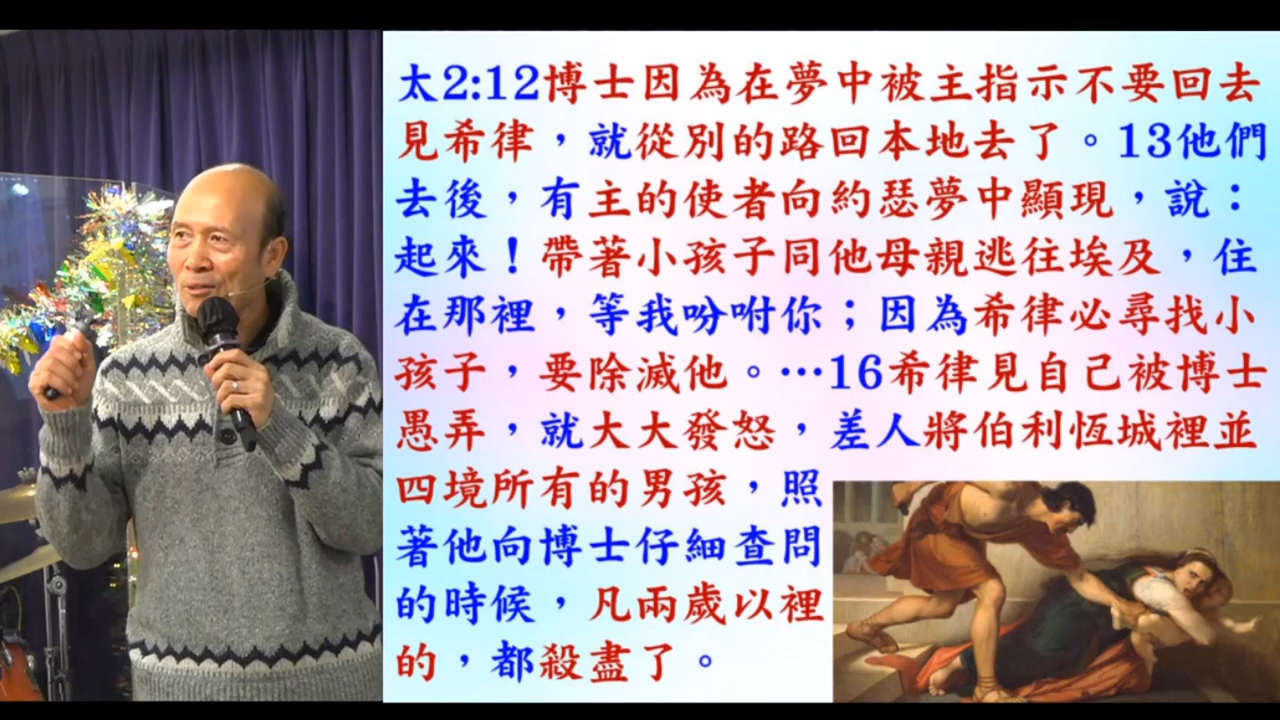 太2:12博士因為在夢中被主指示不要回去
見希律，就從別的路回本地去了。13他們
去後，有主的使者向約瑟夢中顯現，說：
起來！帶著小孩子同他母親逃往埃及，住
在那裡，等我吩咐你；因為希律必尋找小
孩子，要除滅他。…16希律見自己被博士
愚弄，就大大發怒，差人將伯利恆城裡並
四境所有的男孩，照
著他向博士仔細查問
的時候，凡兩歲以裡
的，都殺盡了。